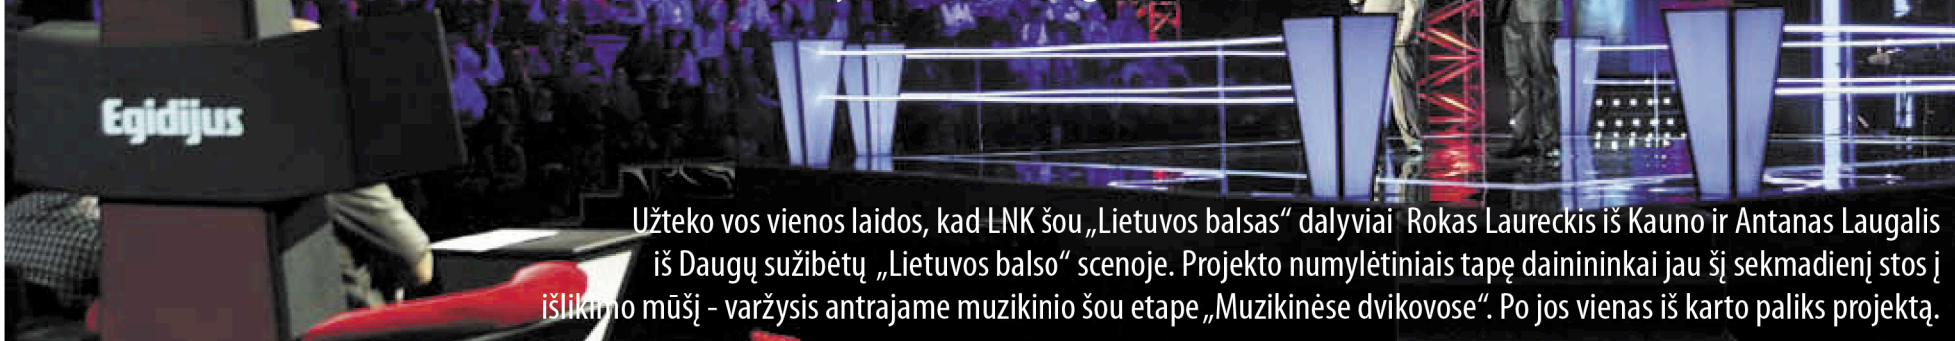 Egidijus
Užteko vos vienos laidos, kad LNK šou „Lietuvos balsas“ dalyviai Rokas Laureckis iš Kauno ir Antanas Laugalis
iš Daugų sužibėtų „Lietuvos balso“ scenoje. Projekto numylėtiniais tapę dainininkai jau šį sekmadienį stos į
išlikimo mūšį - varžysis antrajame muzikinio šou etape „Muzikinėse dvikovose“. Po jos vienas iš karto paliks projektą.